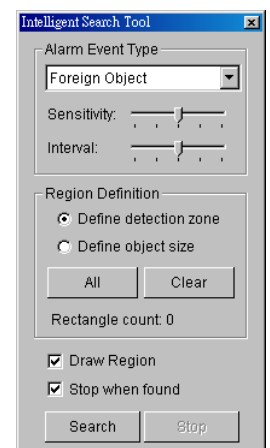 Intelligent Search Tool
Alarm Event Type
Foreign Object
Sensitivity:
Interval:
Region Definition
Define detection zone
Define object size
All Clear
Rectangle count: 0
Draw Region
Stop when found
Search Stop